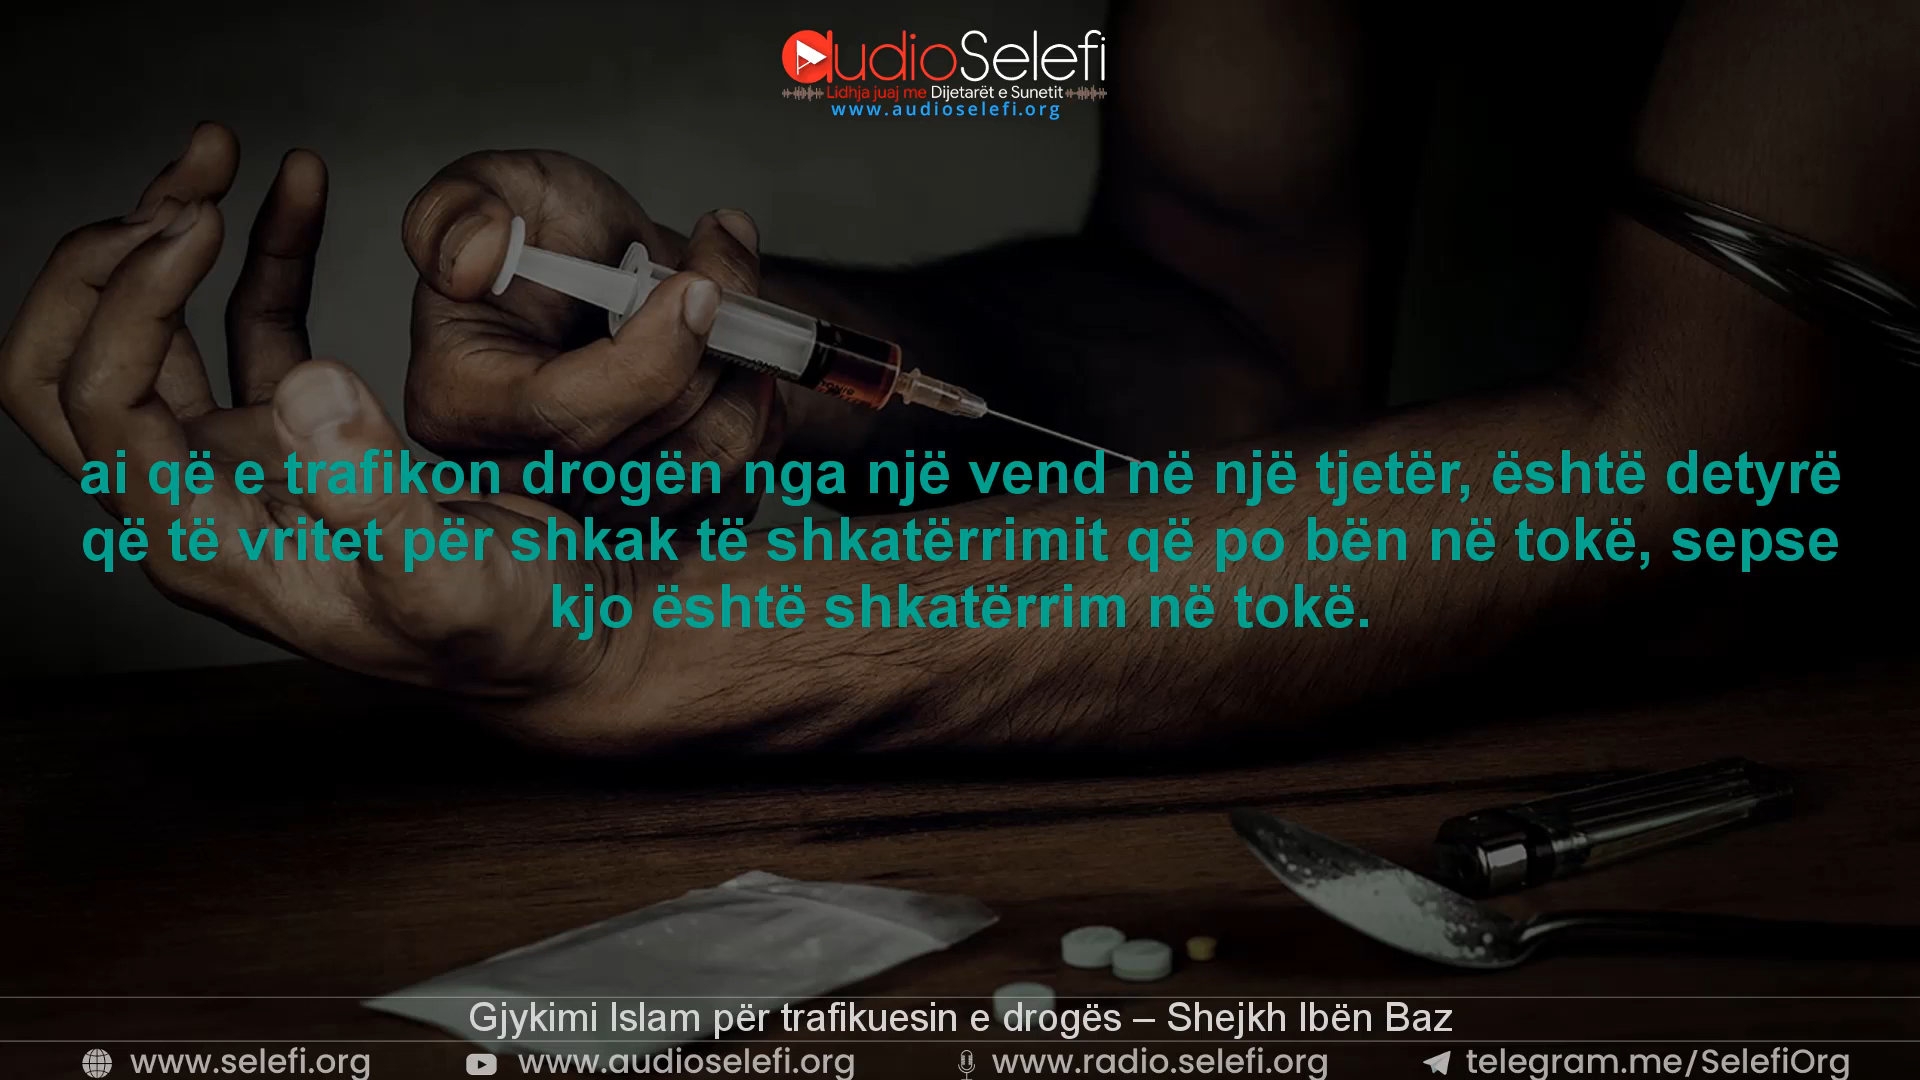 audioSelefi
Lidhja juaj me Dijetarët e Sunetit
www.audioselefi.org
ai që e trafikon drogën nga një vend në një tjetër, është detyrë
që të vritet për shkak të shkatërrimit që po bën në tokë, sepse
kjo është shkatërrim në tokë.
Gjykimi Islam për trafikuesin e drogës – Shejkh Ibën Baz
www.selefi.org
www.audioselefi.org
www.radio.selefi.org
telegram.me/SelefiOrg